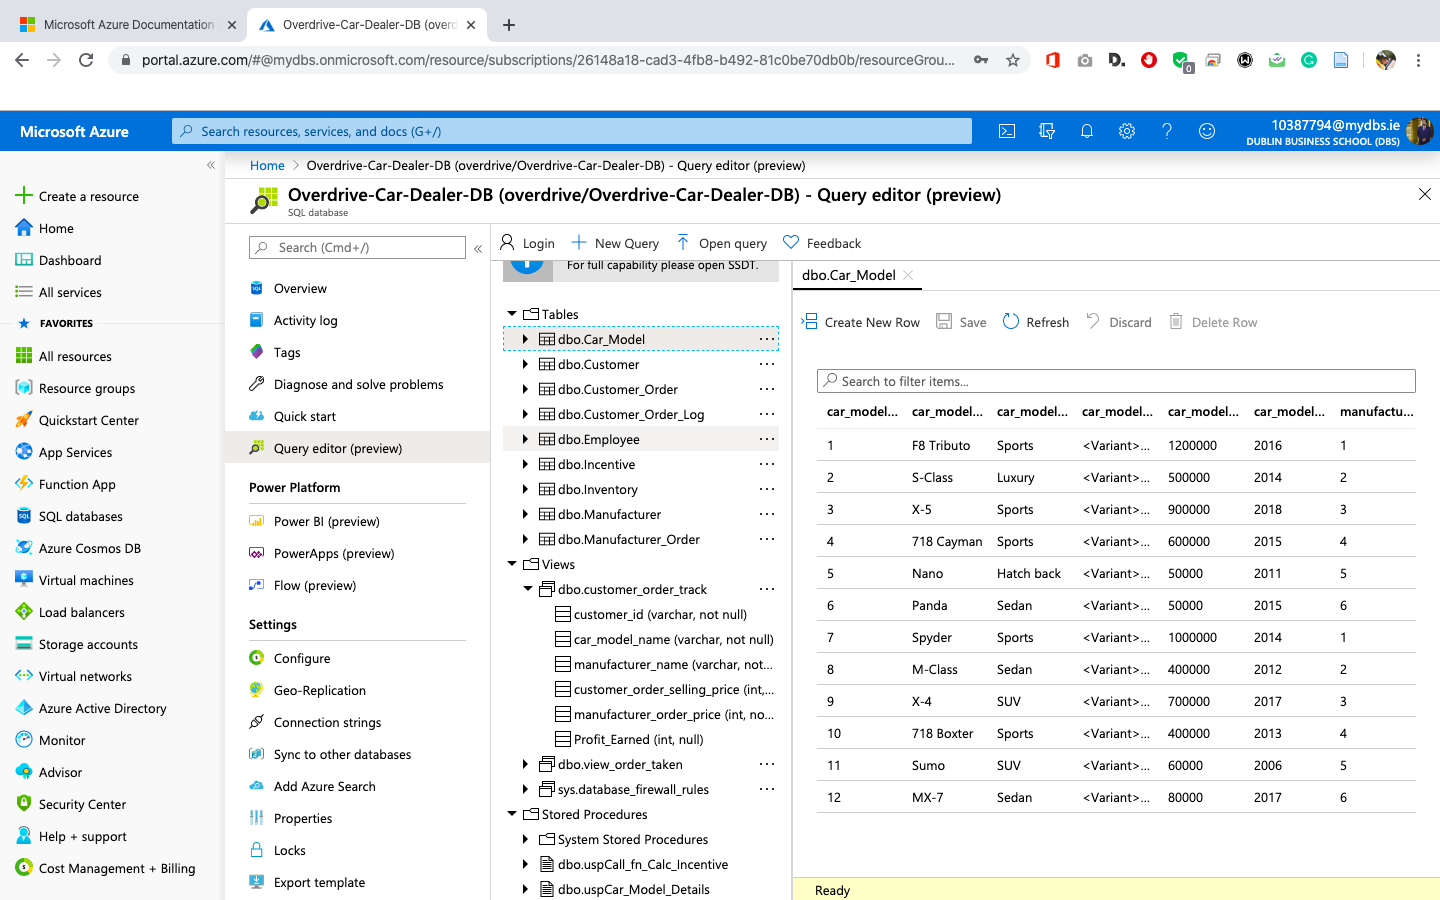 Microsoft Azure Documentation
Overdrive-Car-Dealer-DB (overd
portal.azure.com/#@mydbs.onmicrosoft.com/resource/subscriptions/26148a18-cad3-4fb8-b492-81c0be70db0b/resourceGrou...
0
Microsoft Azure
Search resources, services, and docs (G+/)
10387794@mydbs.ie
DUBLIN BUSINESS SCHOOL (DBS)
Home > Overdrive-Car-Dealer-DB (overdrive/Overdrive-Car-Dealer-DB) - Query editor (preview)
Overdrive-Car-Dealer-DB (overdrive/Overdrive-Car-Dealer-DB) - Query editor (preview)
SQL database
Create a resource
Home
Dashboard
All services
FAVORITES
All resources
Resource groups
Quickstart Center
App Services
Function App
SQL databases
Azure Cosmos DB
Virtual machines
Load balancers
Storage accounts
Virtual networks
Azure Active Directory
Monitor
Advisor
Security Center
Help + support
Cost Management + Billing
Search (Cmd+/)
Overview
Activity log
Tags
Diagnose and solve problems
Quick start
Query editor (preview)
Power Platform
Power BI (preview)
PowerApps (preview)
Flow (preview)
Settings
Configure
Geo-Replication
Connection strings
Sync to other databases
Add Azure Search
Properties
Locks
Export template
Login
New Query
Open query
Feedback
For full capability please open SSDT.
Tables
dbo.Car_Model
dbo.Customer
dbo.Customer_Order
dbo.Customer_Order_Log
dbo.Employee
dbo.Incentive
dbo.Inventory
dbo.Manufacturer
dbo.Manufacturer_Order
Views
dbo.customer_order_track
customer_id (varchar, not null)
car_model_name (varchar, not null)
manufacturer_name (varchar, not...
customer_order_selling_price (int,...
manufacturer_order_price (int, no...
Profit_Earned (int, null)
dbo.view_order_taken
sys.database_firewall_rules
Stored Procedures
System Stored Procedures
dbo.uspCall_fn_Calc_Incentive
dbo.uspCar_Model_Details
dbo.Car_Model
Create New Row
Save
Refresh
Discard
Delete Row
Search to filter items...
car_model... car_model... car_model... car_model... car_model... car_model... manufactu...
1 F8 Tributo Sports <Variant>... 1200000 2016 1
2 S-Class Luxury <Variant>... 500000 2014 2
3 X-5 Sports <Variant>... 900000 2018 3
4 718 Cayman Sports <Variant>... 600000 2015 4
5 Nano Hatch back <Variant>... 50000 2011 5
6 Panda Sedan <Variant>... 50000 2015 6
7 Spyder Sports <Variant>... 1000000 2014 1
8 M-Class Sedan <Variant>... 400000 2012 2
9 X-4 SUV <Variant>... 700000 2017 3
10 718 Boxter Sports <Variant>... 400000 2013 4
11 Sumo SUV <Variant>... 60000 2006 5
12 MX-7 Sedan <Variant>... 80000 2017 6
Ready